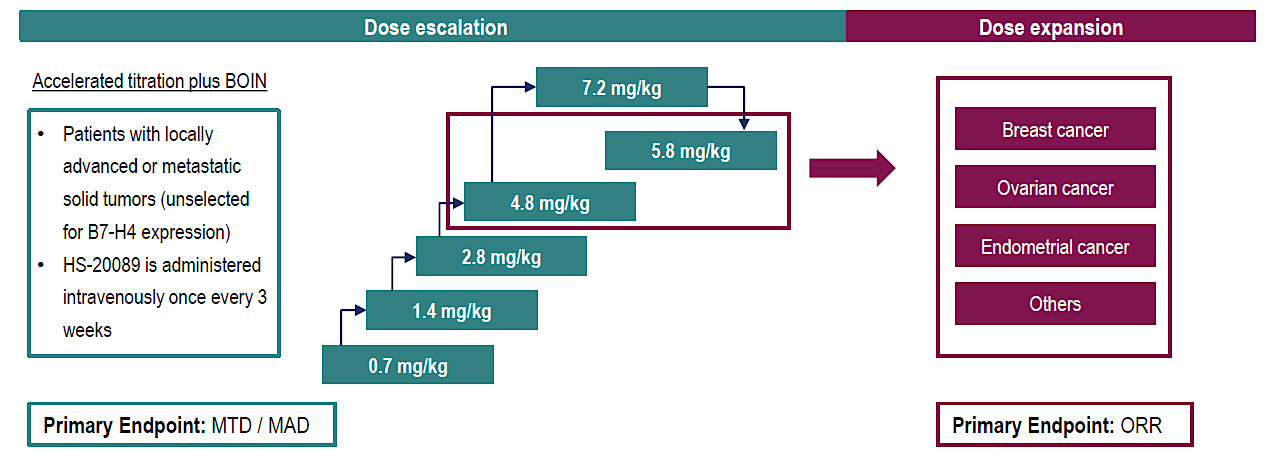 Dose escalation
Dose expansion
Accelerated titration plus BOIN
• Patients with locally
advanced or metastatic
solid tumors (unselected
for B7-H4 expression)
• HS-20089 is administered
intravenously once every 3
weeks
7.2 mg/kg
5.8 mg/kg
4.8 mg/kg
2.8 mg/kg
1.4 mg/kg
0.7 mg/kg
Breast cancer
Ovarian cancer
Endometrial cancer
Others
Primary Endpoint: MTD / MAD
Primary Endpoint: ORR